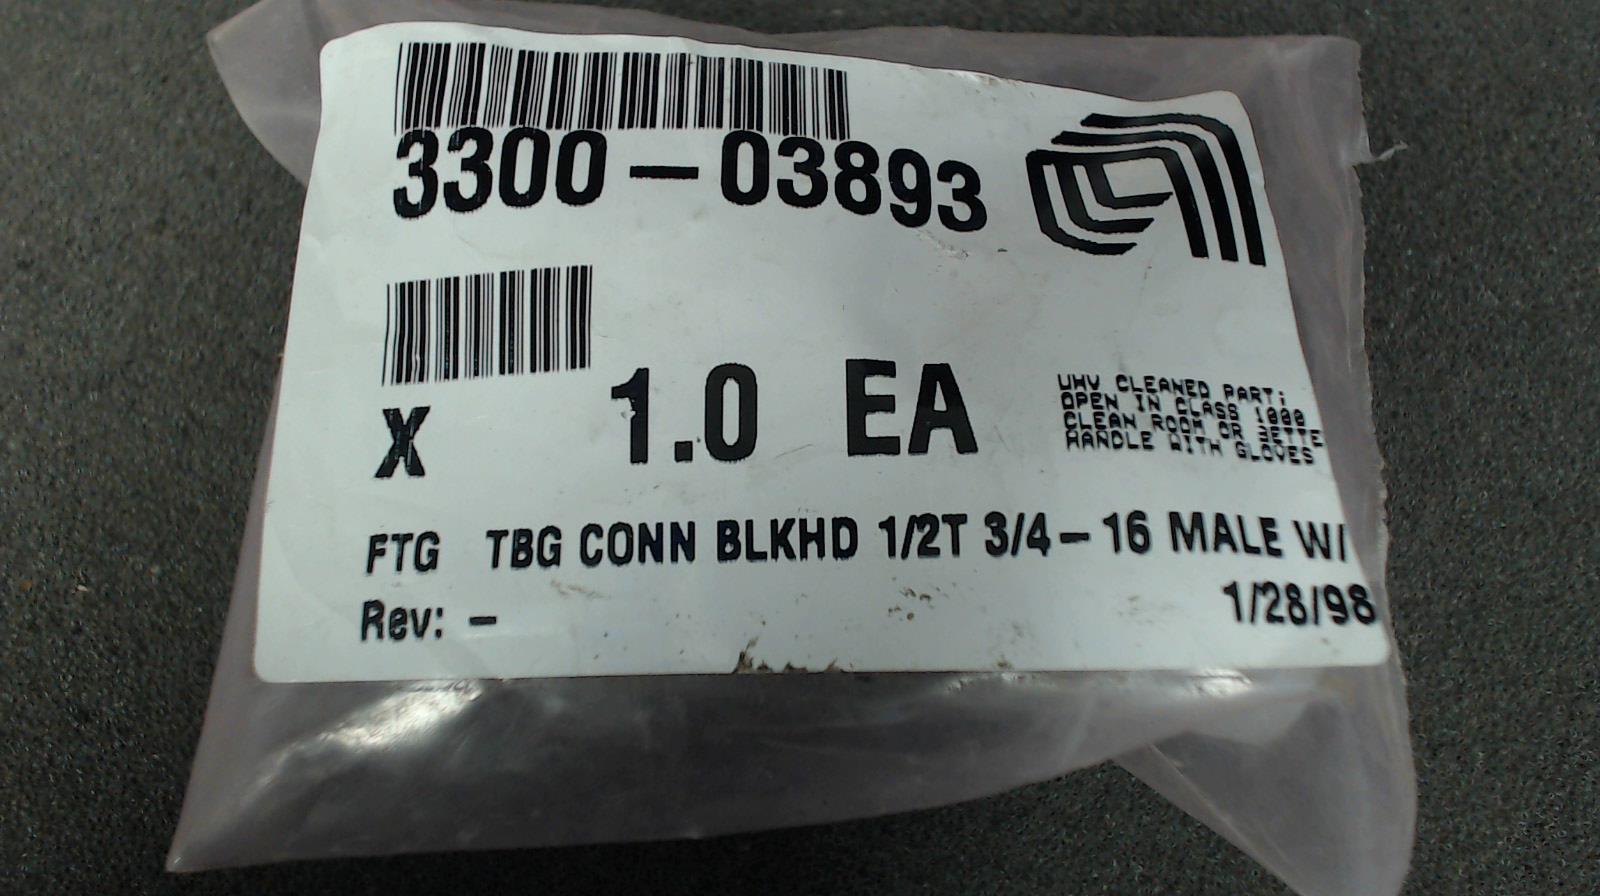 3300-03893
X 1.0 EA
UHV CLEANED PART:
OPEN IN CLASS 1000
CLEAN ROOM OR
HANDLE WITH GLOVES
FTG TBG CONN BLKHD 1/2T 3/4-16 MALE W/
Rev: - 1/28/98